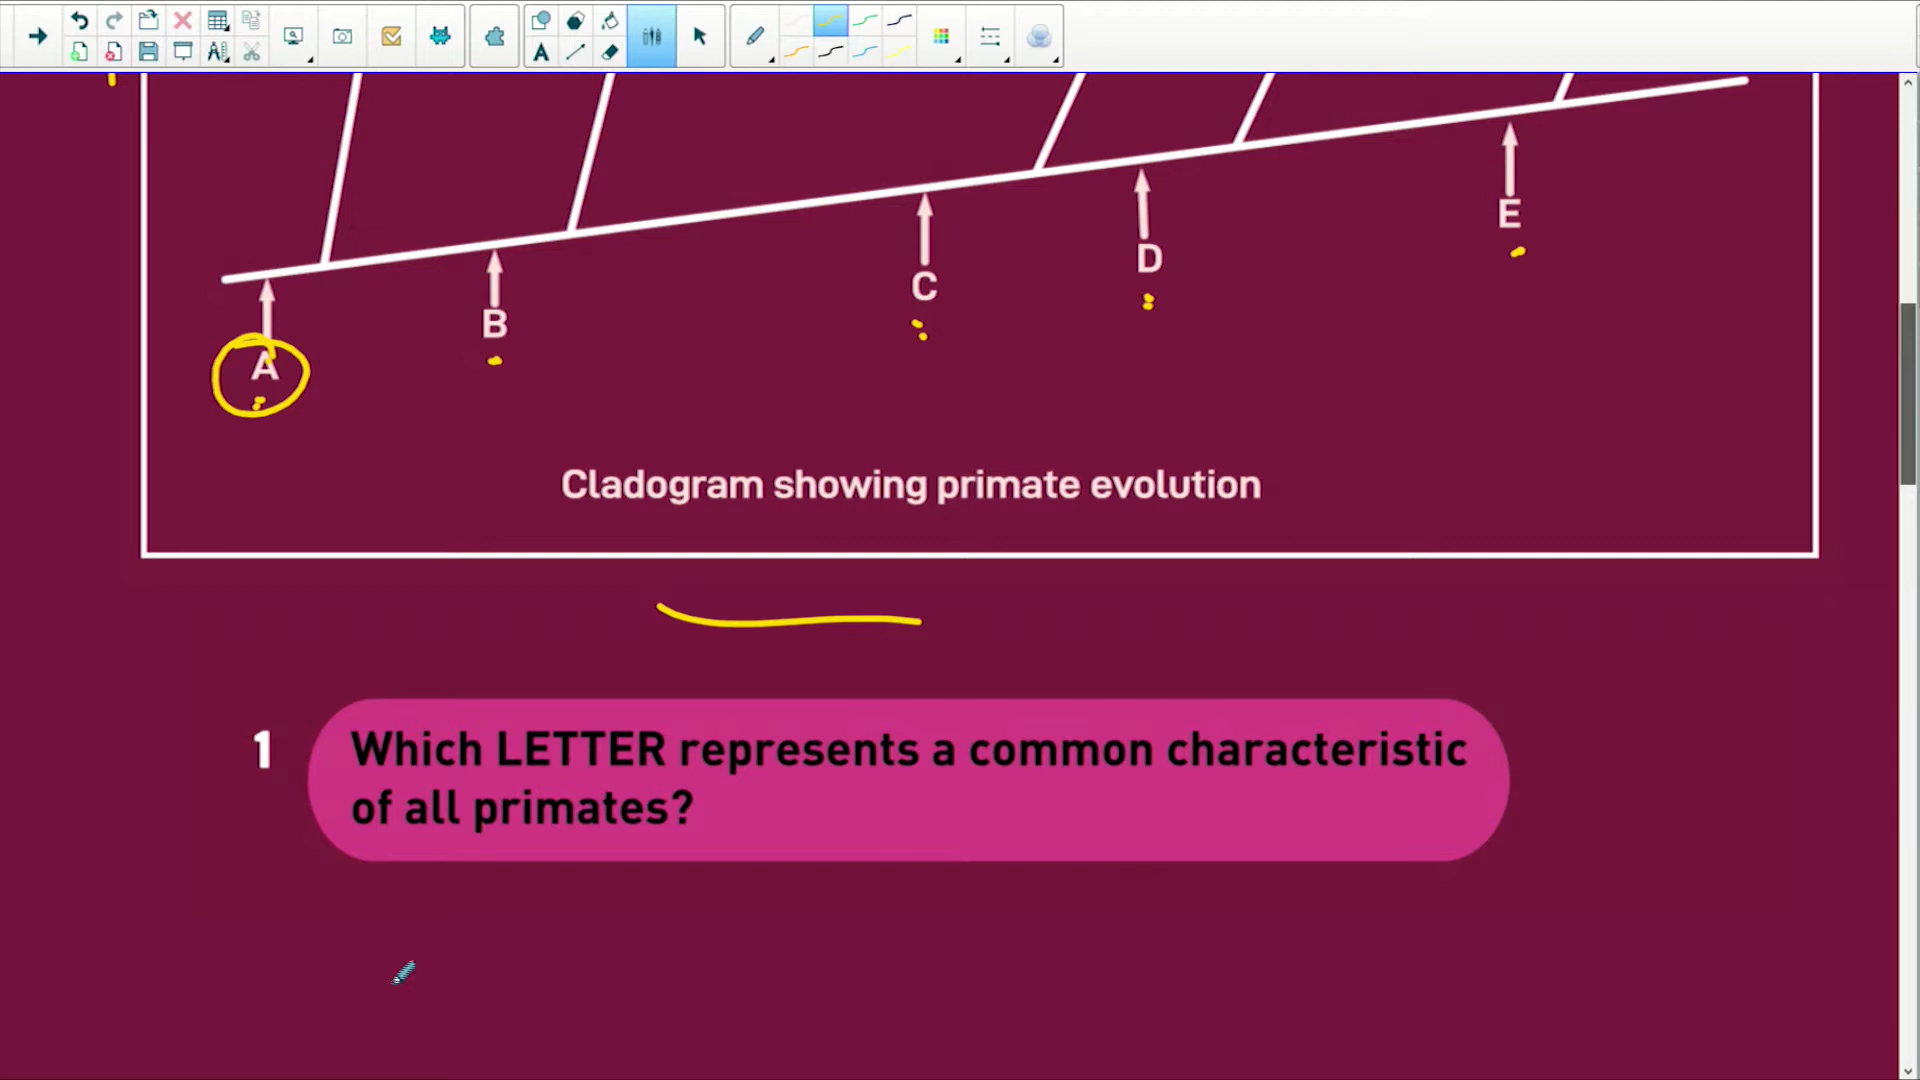 E
D
C
B
A
Cladogram showing primate evolution
1 Which LETTER represents a common characteristic
of all primates?